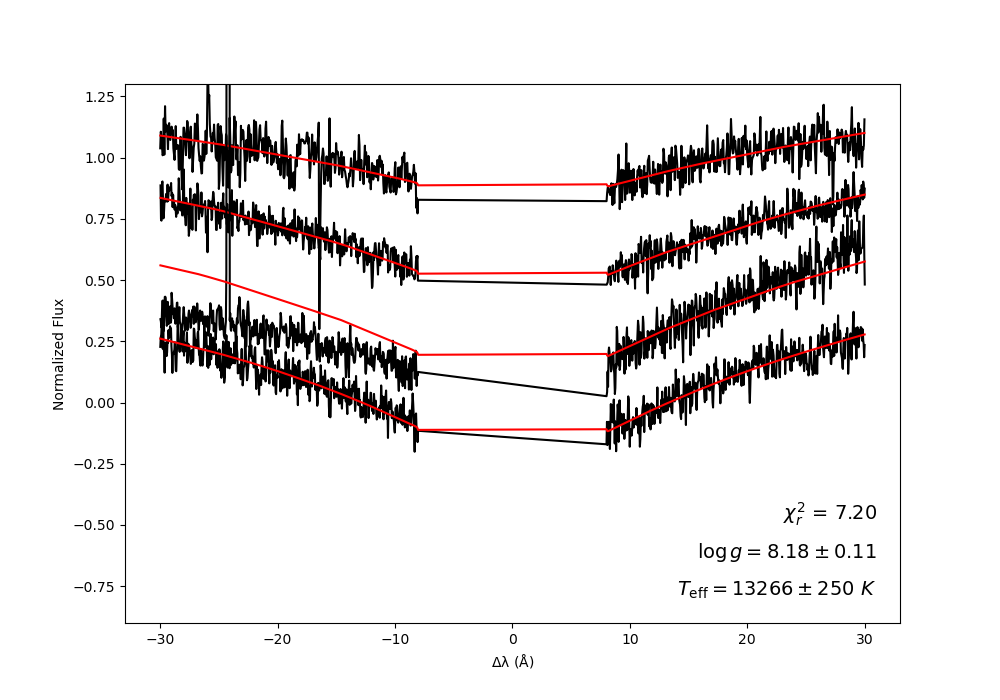 1.25
1.00
0.75
0.50
0.25
0.00
−0.25
−0.50
−0.75
Normalized Flux
χ²ᵣ = 7.20
log g = 8.18 ± 0.11
T_eff = 13266 ± 250 K
−30 −20 −10 0 10 20 30
Δλ (Å)